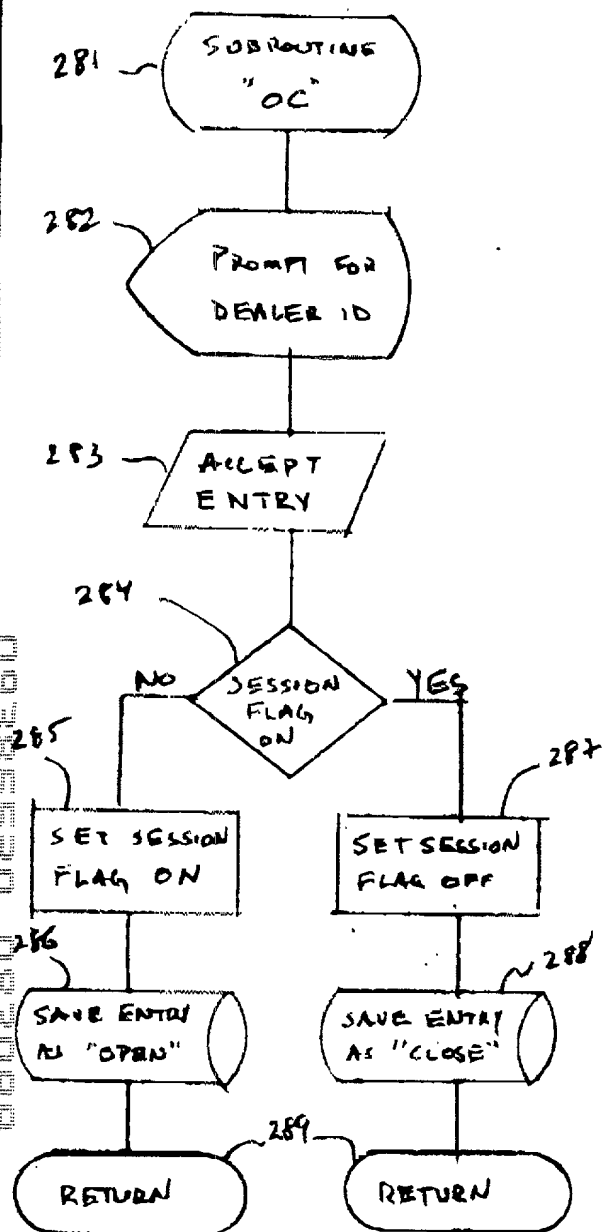 281
SUBROUTINE
"OC"
282
PROMPT FOR
DEALER ID
283
ACCEPT
ENTRY
284
SESSION
FLAG
ON
NO
YES
285
SET SESSION
FLAG ON
287
SET SESSION
FLAG OFF
286
SAVE ENTRY
AS "OPEN"
288
SAVE ENTRY
AS "CLOSE"
289
RETURN
RETURN